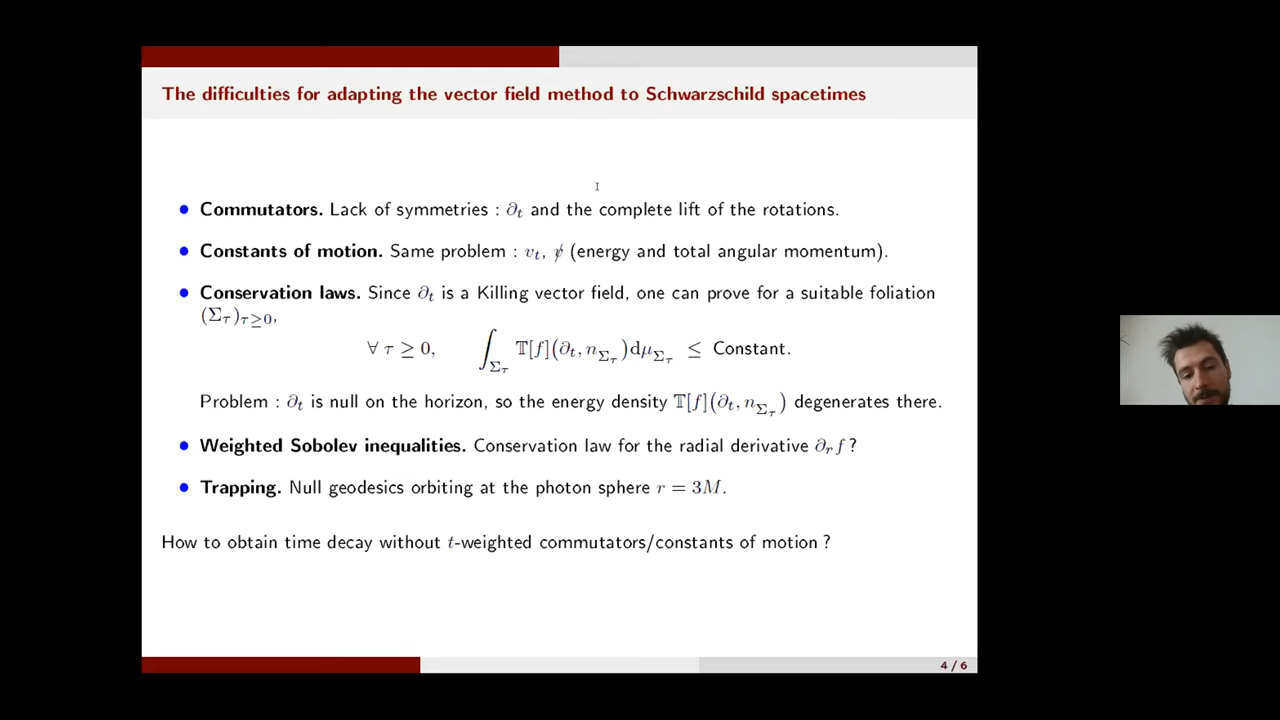 The difficulties for adapting the vector field method to Schwarzschild spacetimes
• Commutators. Lack of symmetries : ∂_t and the complete lift of the rotations.
• Constants of motion. Same problem : v_t, v̸ (energy and total angular momentum).
• Conservation laws. Since ∂_t is a Killing vector field, one can prove for a suitable foliation
(Σ_τ)_{τ≥0},
∀ τ ≥ 0, ∫_{Σ_τ} 𝕋[f](∂_t, n_{Σ_τ})dμ_{Σ_τ} ≤ Constant.
Problem : ∂_t is null on the horizon, so the energy density 𝕋[f](∂_t, n_{Σ_τ}) degenerates there.
• Weighted Sobolev inequalities. Conservation law for the radial derivative ∂_r f ?
• Trapping. Null geodesics orbiting at the photon sphere r = 3M.
How to obtain time decay without t-weighted commutators/constants of motion ?
4 / 6